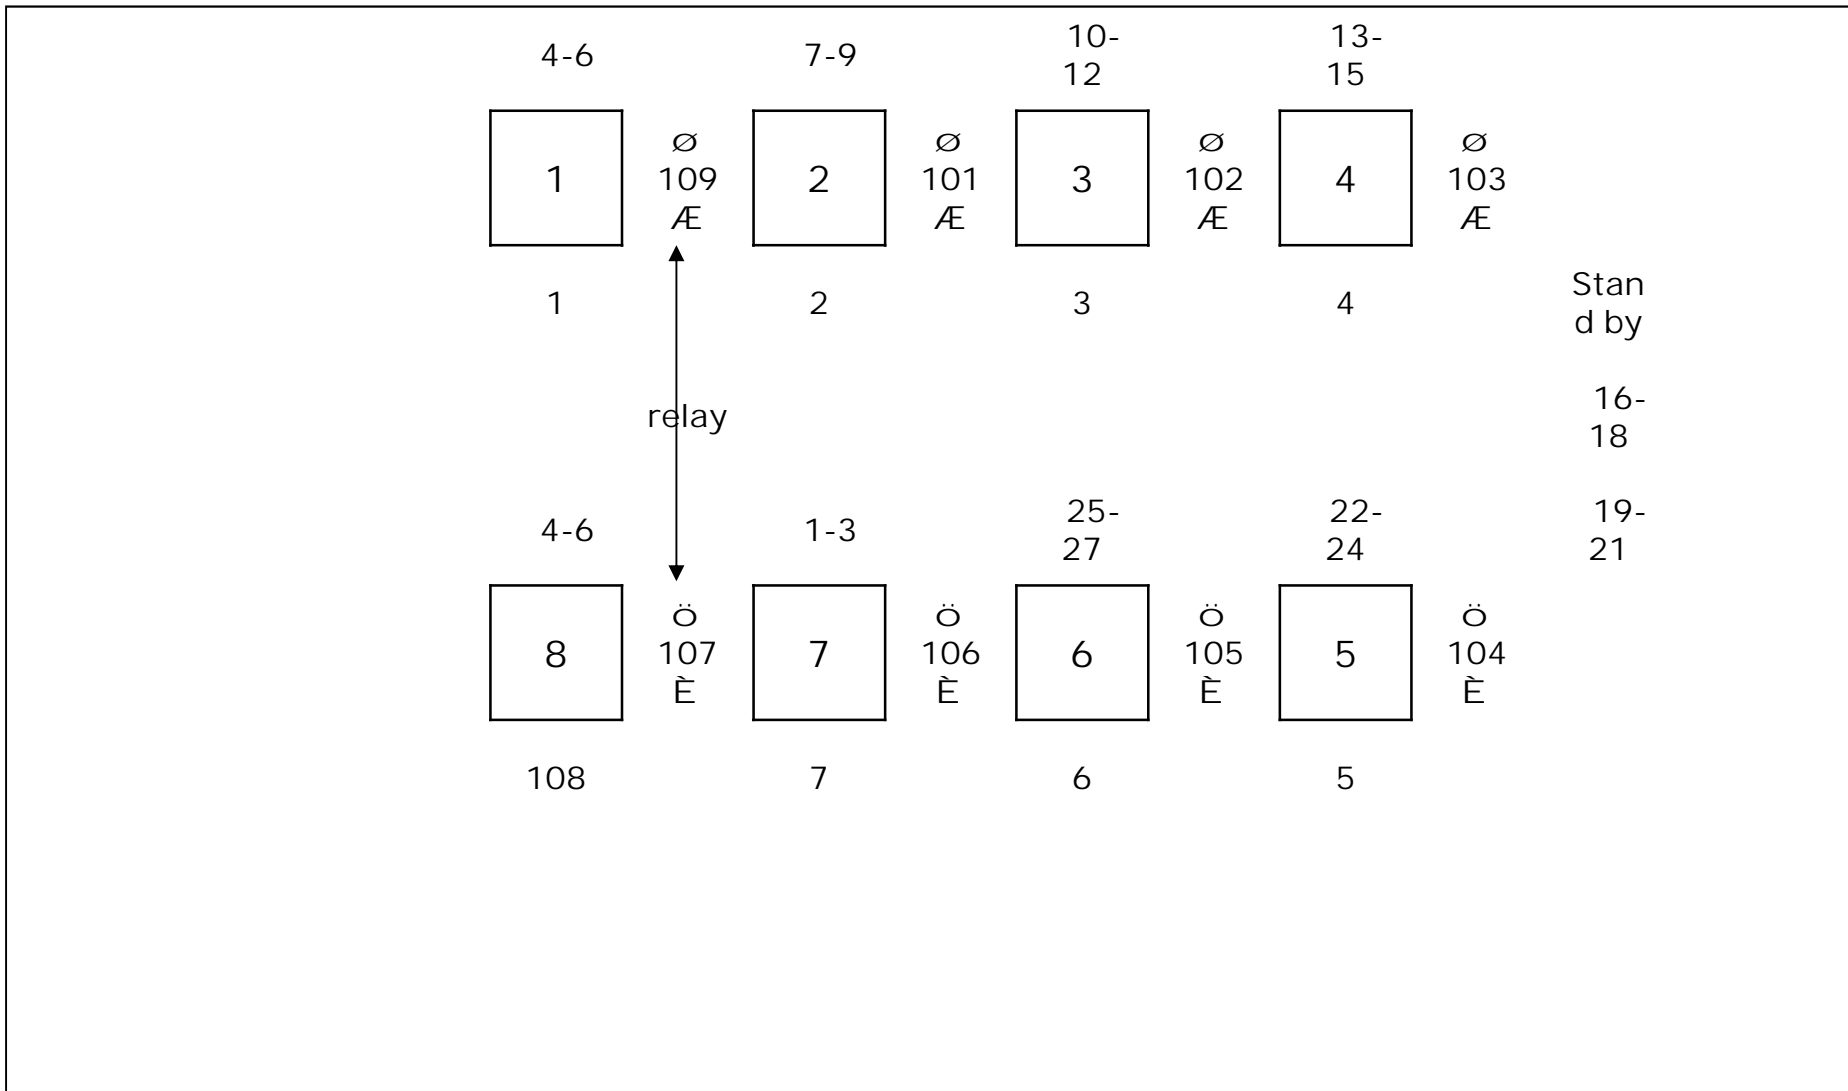 4-6
7-9
10-
12
13-
15
1
Ø
109
Æ
2
Ø
101
Æ
3
Ø
102
Æ
4
Ø
103
Æ
1
2
3
4
Stan
d by
relay
16-
18
4-6
1-3
25-
27
22-
24
19-
21
8
Ö
107
È
7
Ö
106
È
6
Ö
105
È
5
Ö
104
È
108
7
6
5